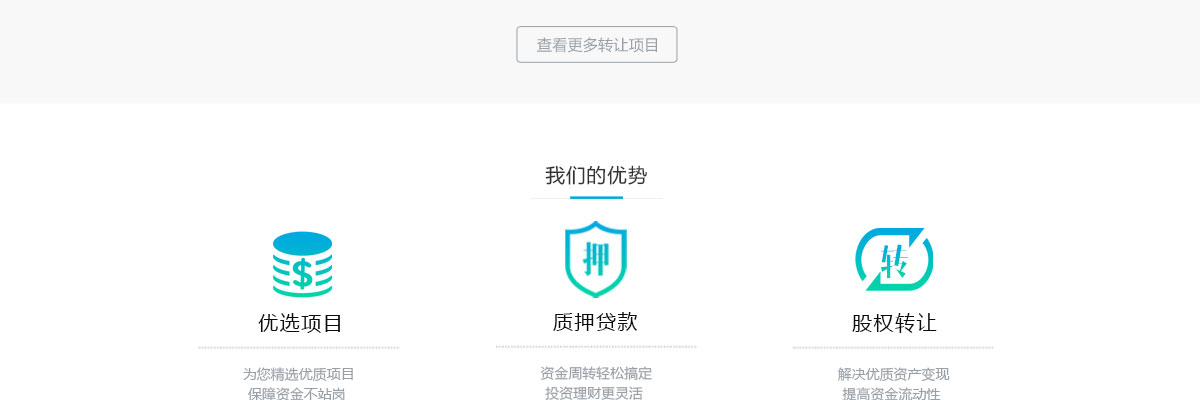 查看更多转让项目
我们的优势
$
押
转
优选项目
质押贷款
股权转让
为您精选优质项目
保障资金不站岗
资金周转轻松搞定
投资理财更灵活
解决优质资产变现
提高资金流动性